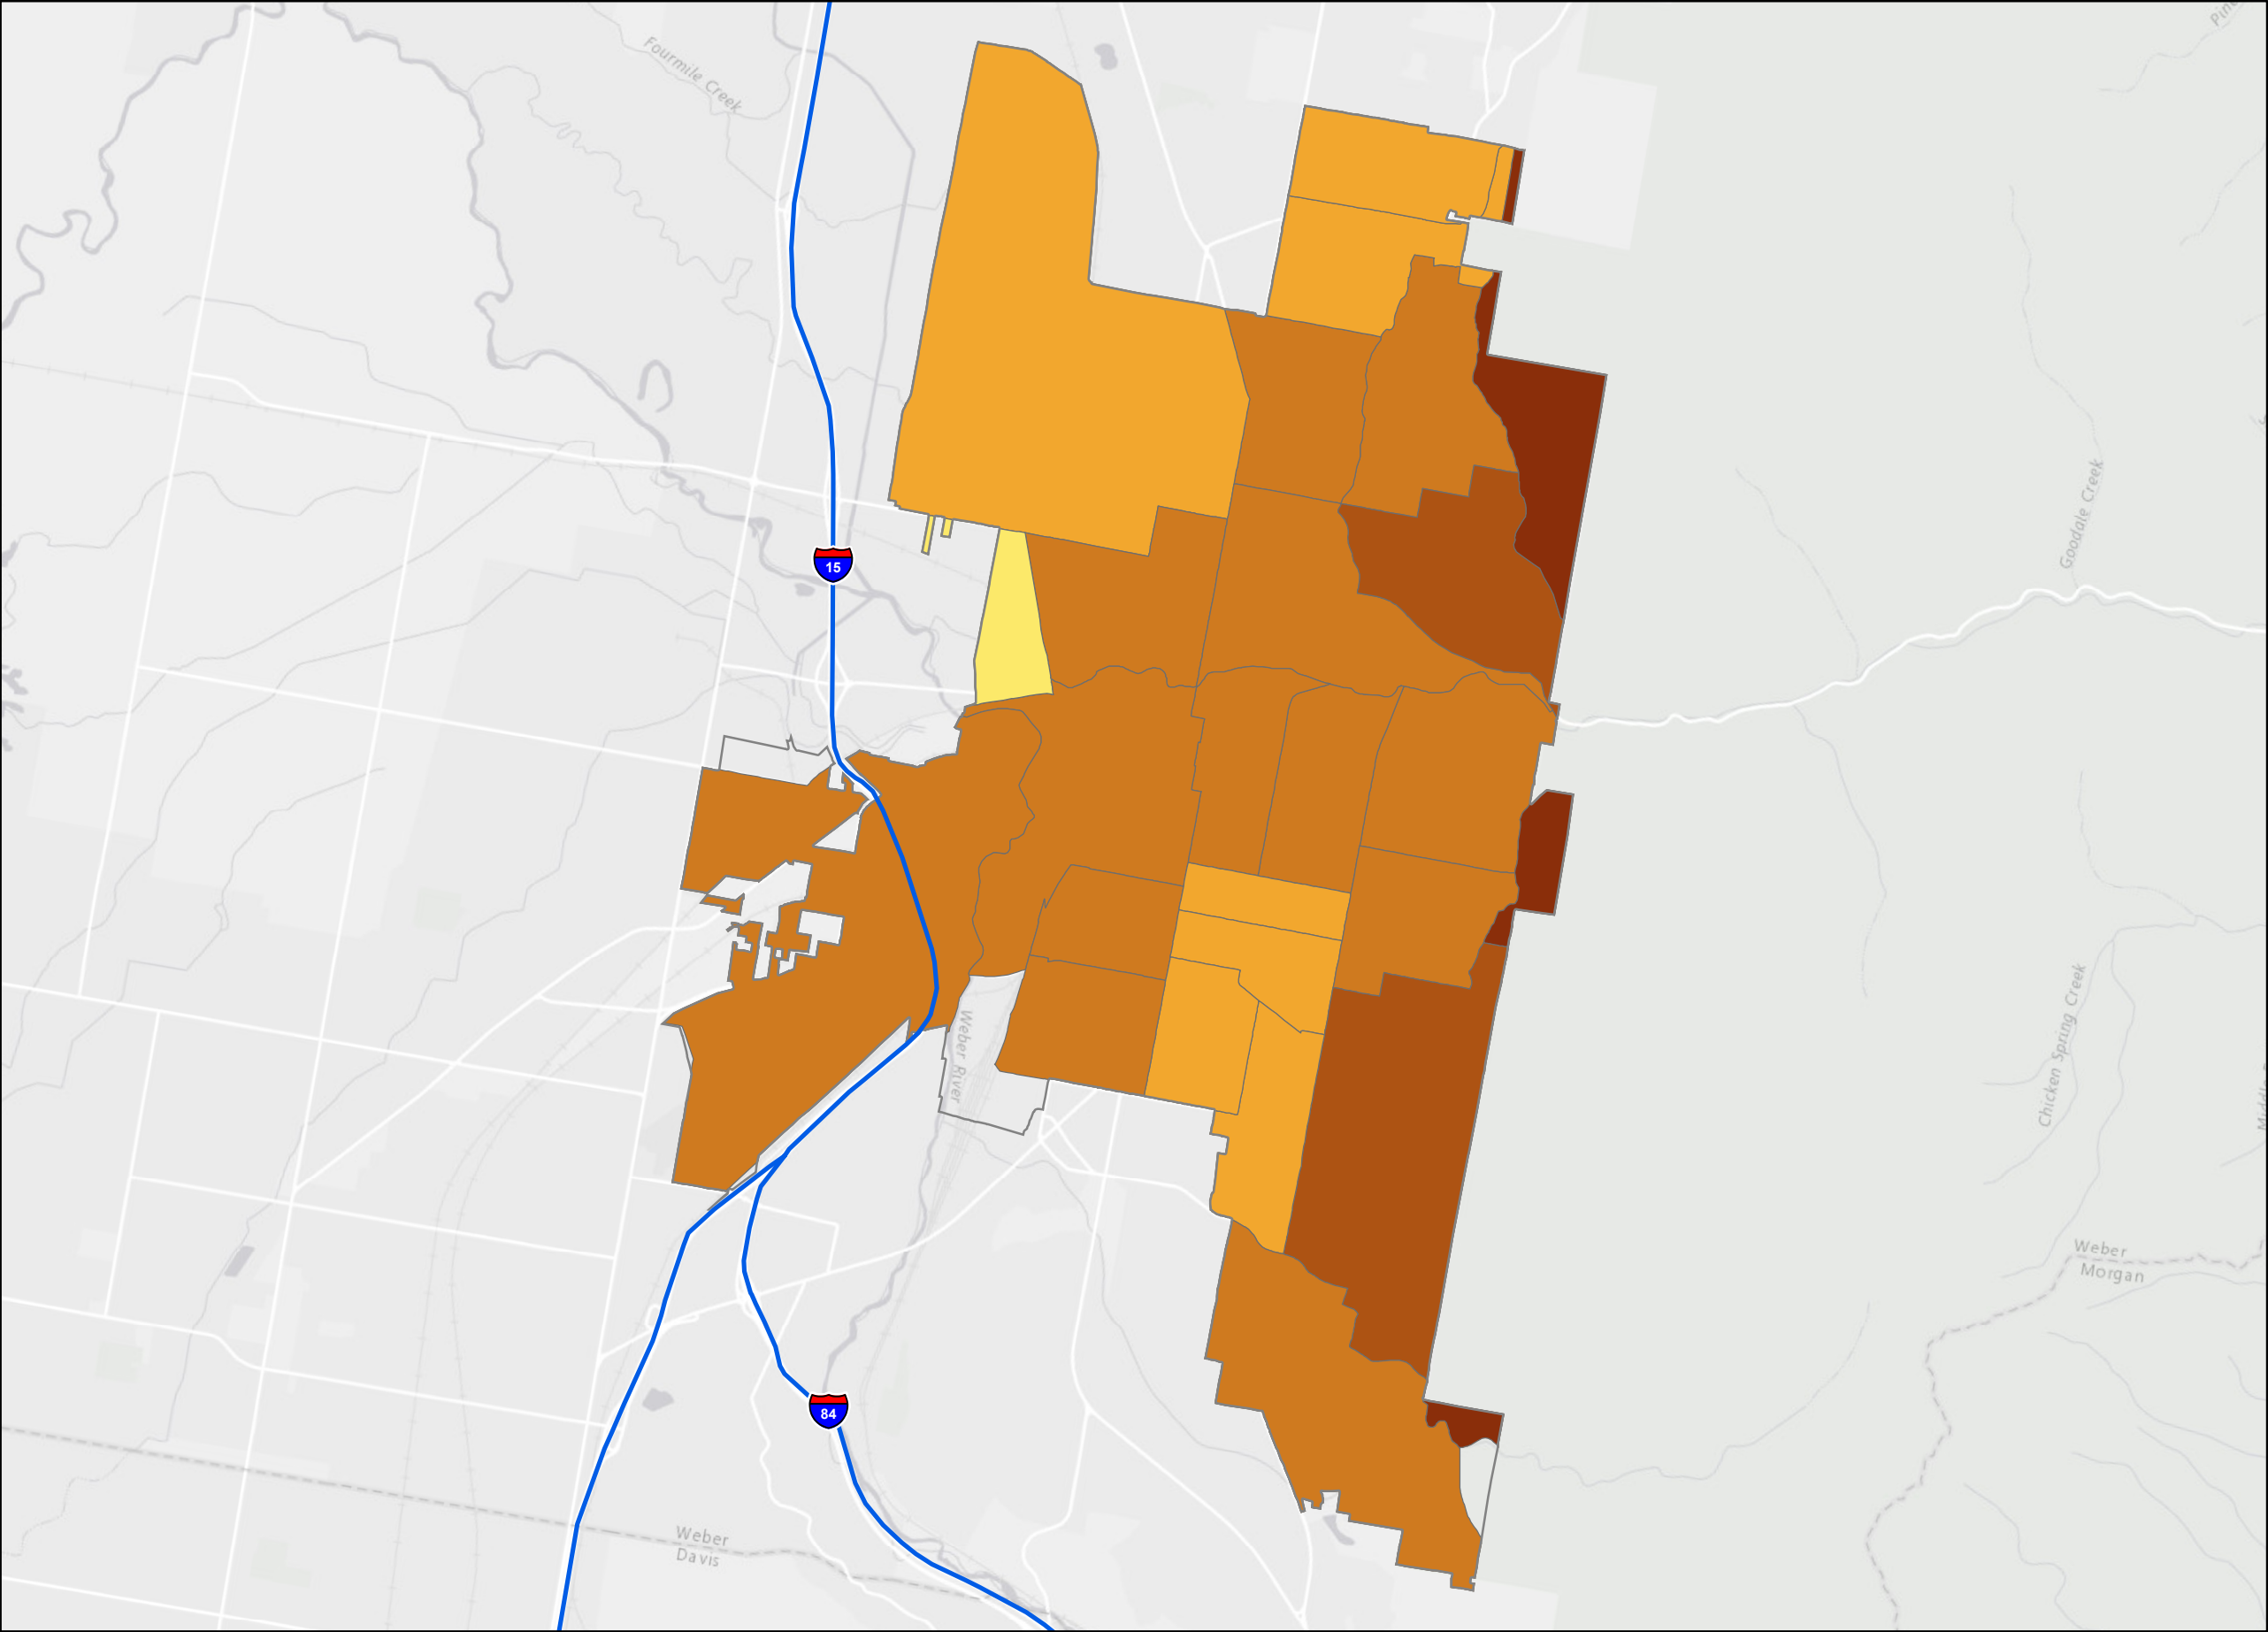 Fourmile Creek
15
Goodale Creek
Chicken Spring Creek
Weber River
Weber
Morgan
84
Weber
Davis